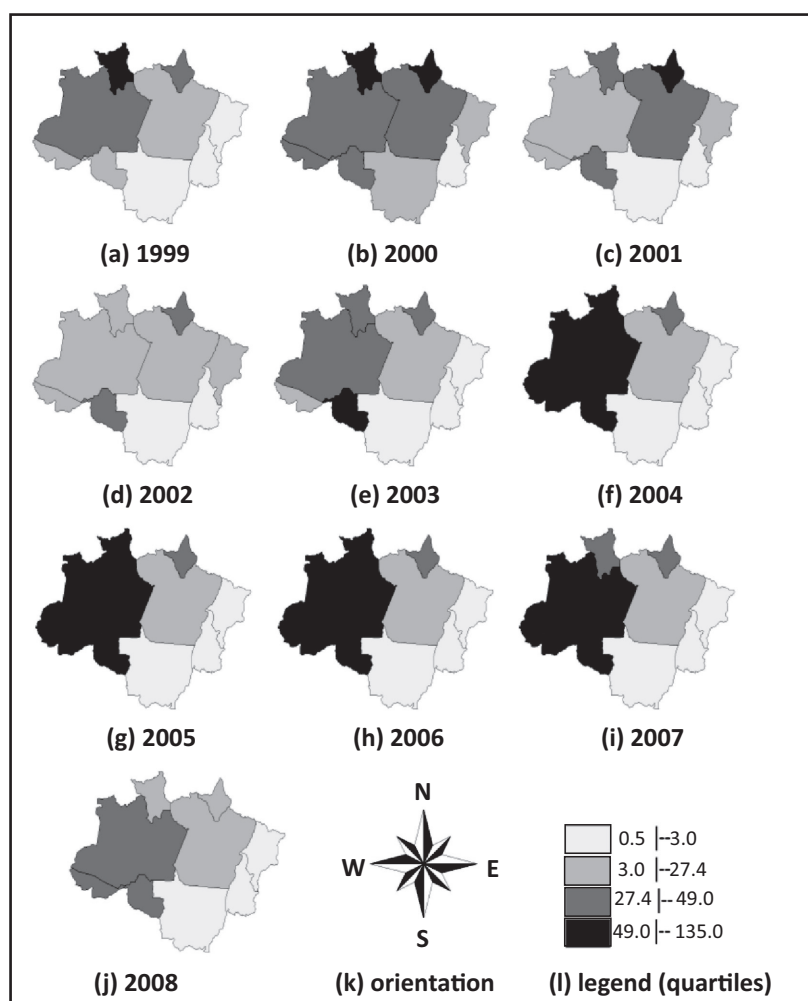 (a) 1999
(b) 2000
(c) 2001
(d) 2002
(e) 2003
(f) 2004
(g) 2005
(h) 2006
(i) 2007
N
W E
S
0.5 |--3.0
3.0 |--27.4
27.4 |-- 49.0
49.0 |-- 135.0
(j) 2008
(k) orientation
(l) legend (quartiles)